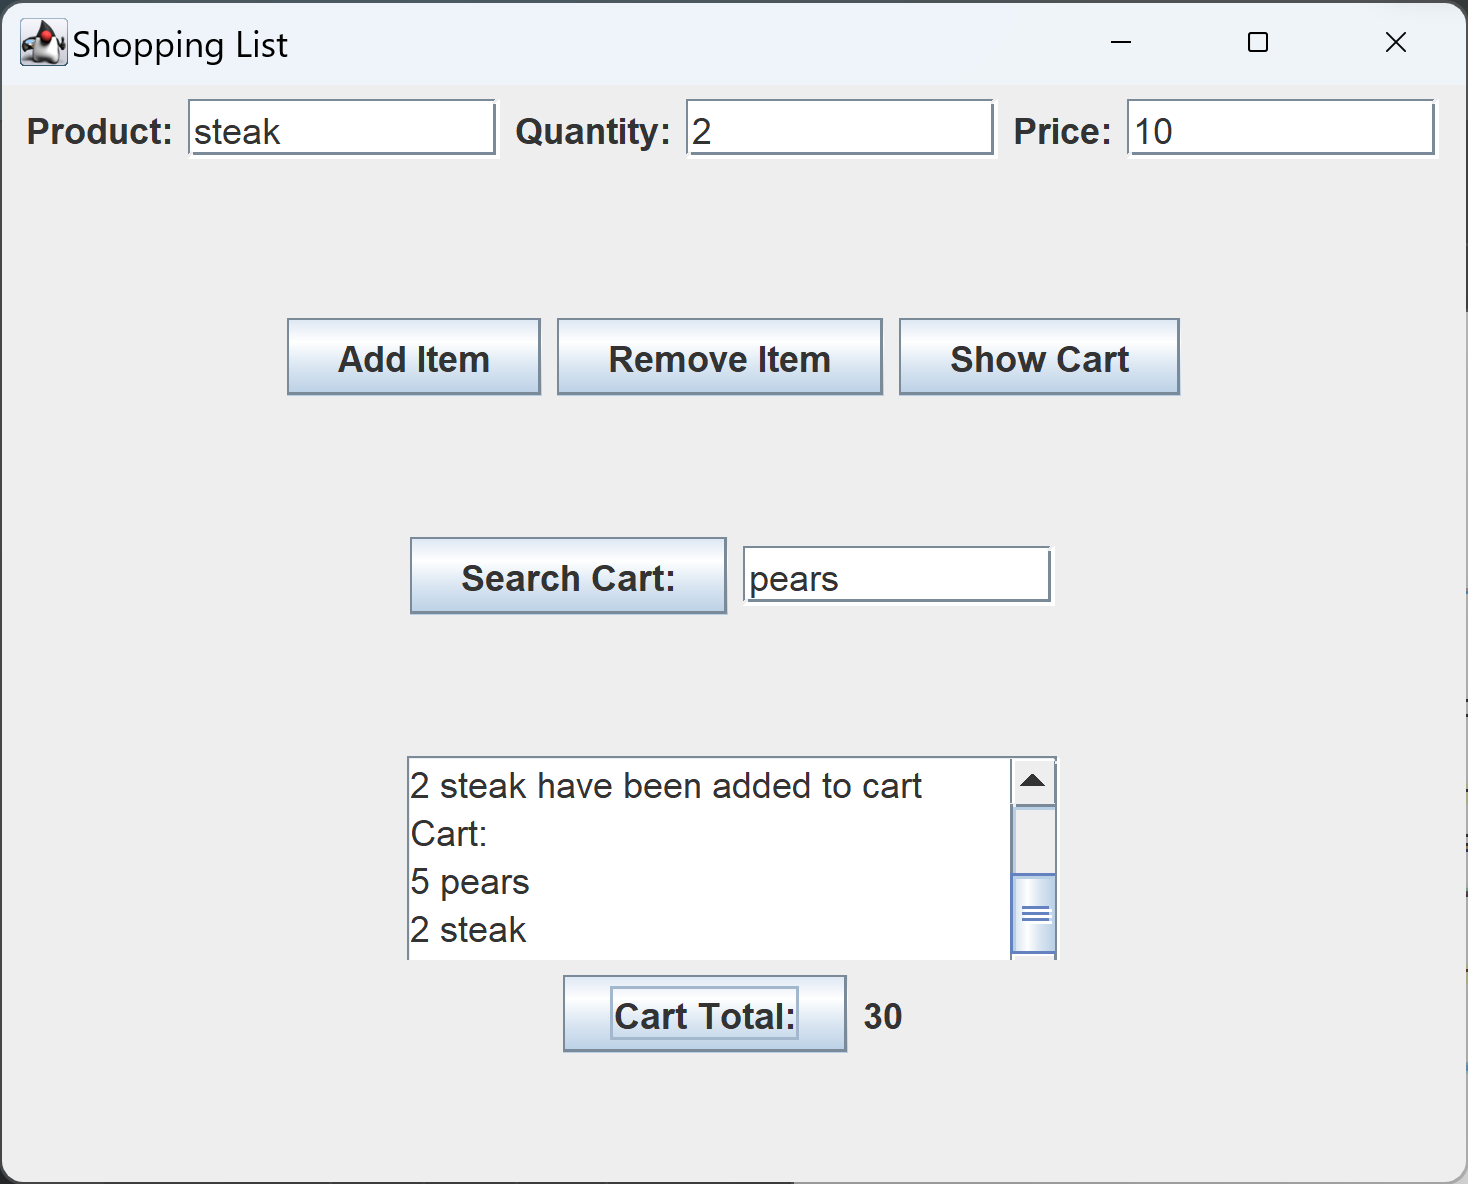 Shopping List
Product: steak Quantity: 2 Price: 10
Add Item Remove Item Show Cart
Search Cart: pears
2 steak have been added to cart
Cart:
5 pears
2 steak
Cart Total: 30